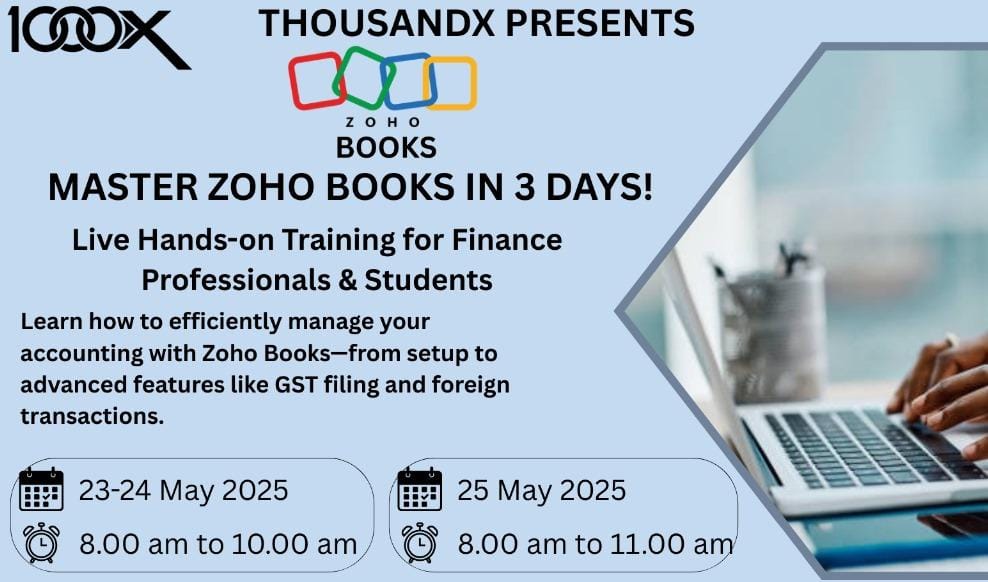 1000X
THOUSANDX PRESENTS
ZOHO
BOOKS
MASTER ZOHO BOOKS IN 3 DAYS!
Live Hands-on Training for Finance
Professionals & Students
Learn how to efficiently manage your
accounting with Zoho Books—from setup to
advanced features like GST filing and foreign
transactions.
23-24 May 2025
8.00 am to 10.00 am
25 May 2025
8.00 am to 11.00 am